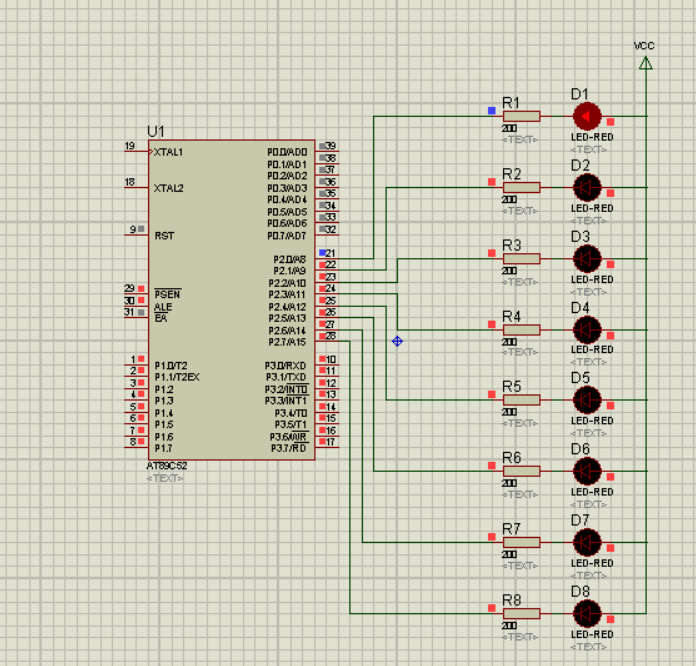 VCC
U1
19 XTAL1
18 XTAL2
9 RST
29 PSEN
30 ALE
31 EA
1 P1.0/T2
2 P1.1/T2EX
3 P1.2
4 P1.3
5 P1.4
6 P1.5
7 P1.6
8 P1.7
P0.0/AD0 39
P0.1/AD1 38
P0.2/AD2 37
P0.3/AD3 36
P0.4/AD4 35
P0.5/AD5 34
P0.6/AD6 33
P0.7/AD7 32
P2.0/A8 21
P2.1/A9 22
P2.2/A10 23
P2.3/A11 24
P2.4/A12 25
P2.5/A13 26
P2.6/A14 27
P2.7/A15 28
P3.0/RXD 10
P3.1/TXD 11
P3.2/INT0 12
P3.3/INT1 13
P3.4/T0 14
P3.5/T1 15
P3.6/WR 16
P3.7/RD 17
AT89C52
<TEXT>
R1
200
<TEXT>
D1
LED-RED
<TEXT>
R2
200
<TEXT>
D2
LED-RED
<TEXT>
R3
200
<TEXT>
D3
LED-RED
<TEXT>
R4
200
<TEXT>
D4
LED-RED
<TEXT>
R5
200
<TEXT>
D5
LED-RED
<TEXT>
R6
200
<TEXT>
D6
LED-RED
<TEXT>
R7
200
<TEXT>
D7
LED-RED
<TEXT>
R8
200
<TEXT>
D8
LED-RED
<TEXT>